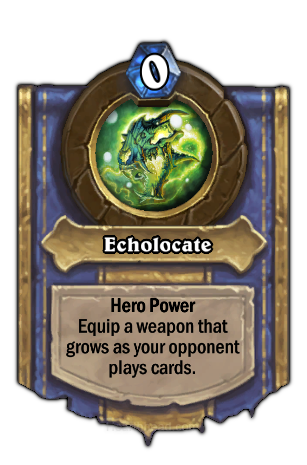 0
Echolocate
Hero Power
Equip a weapon that
grows as your opponent
plays cards.